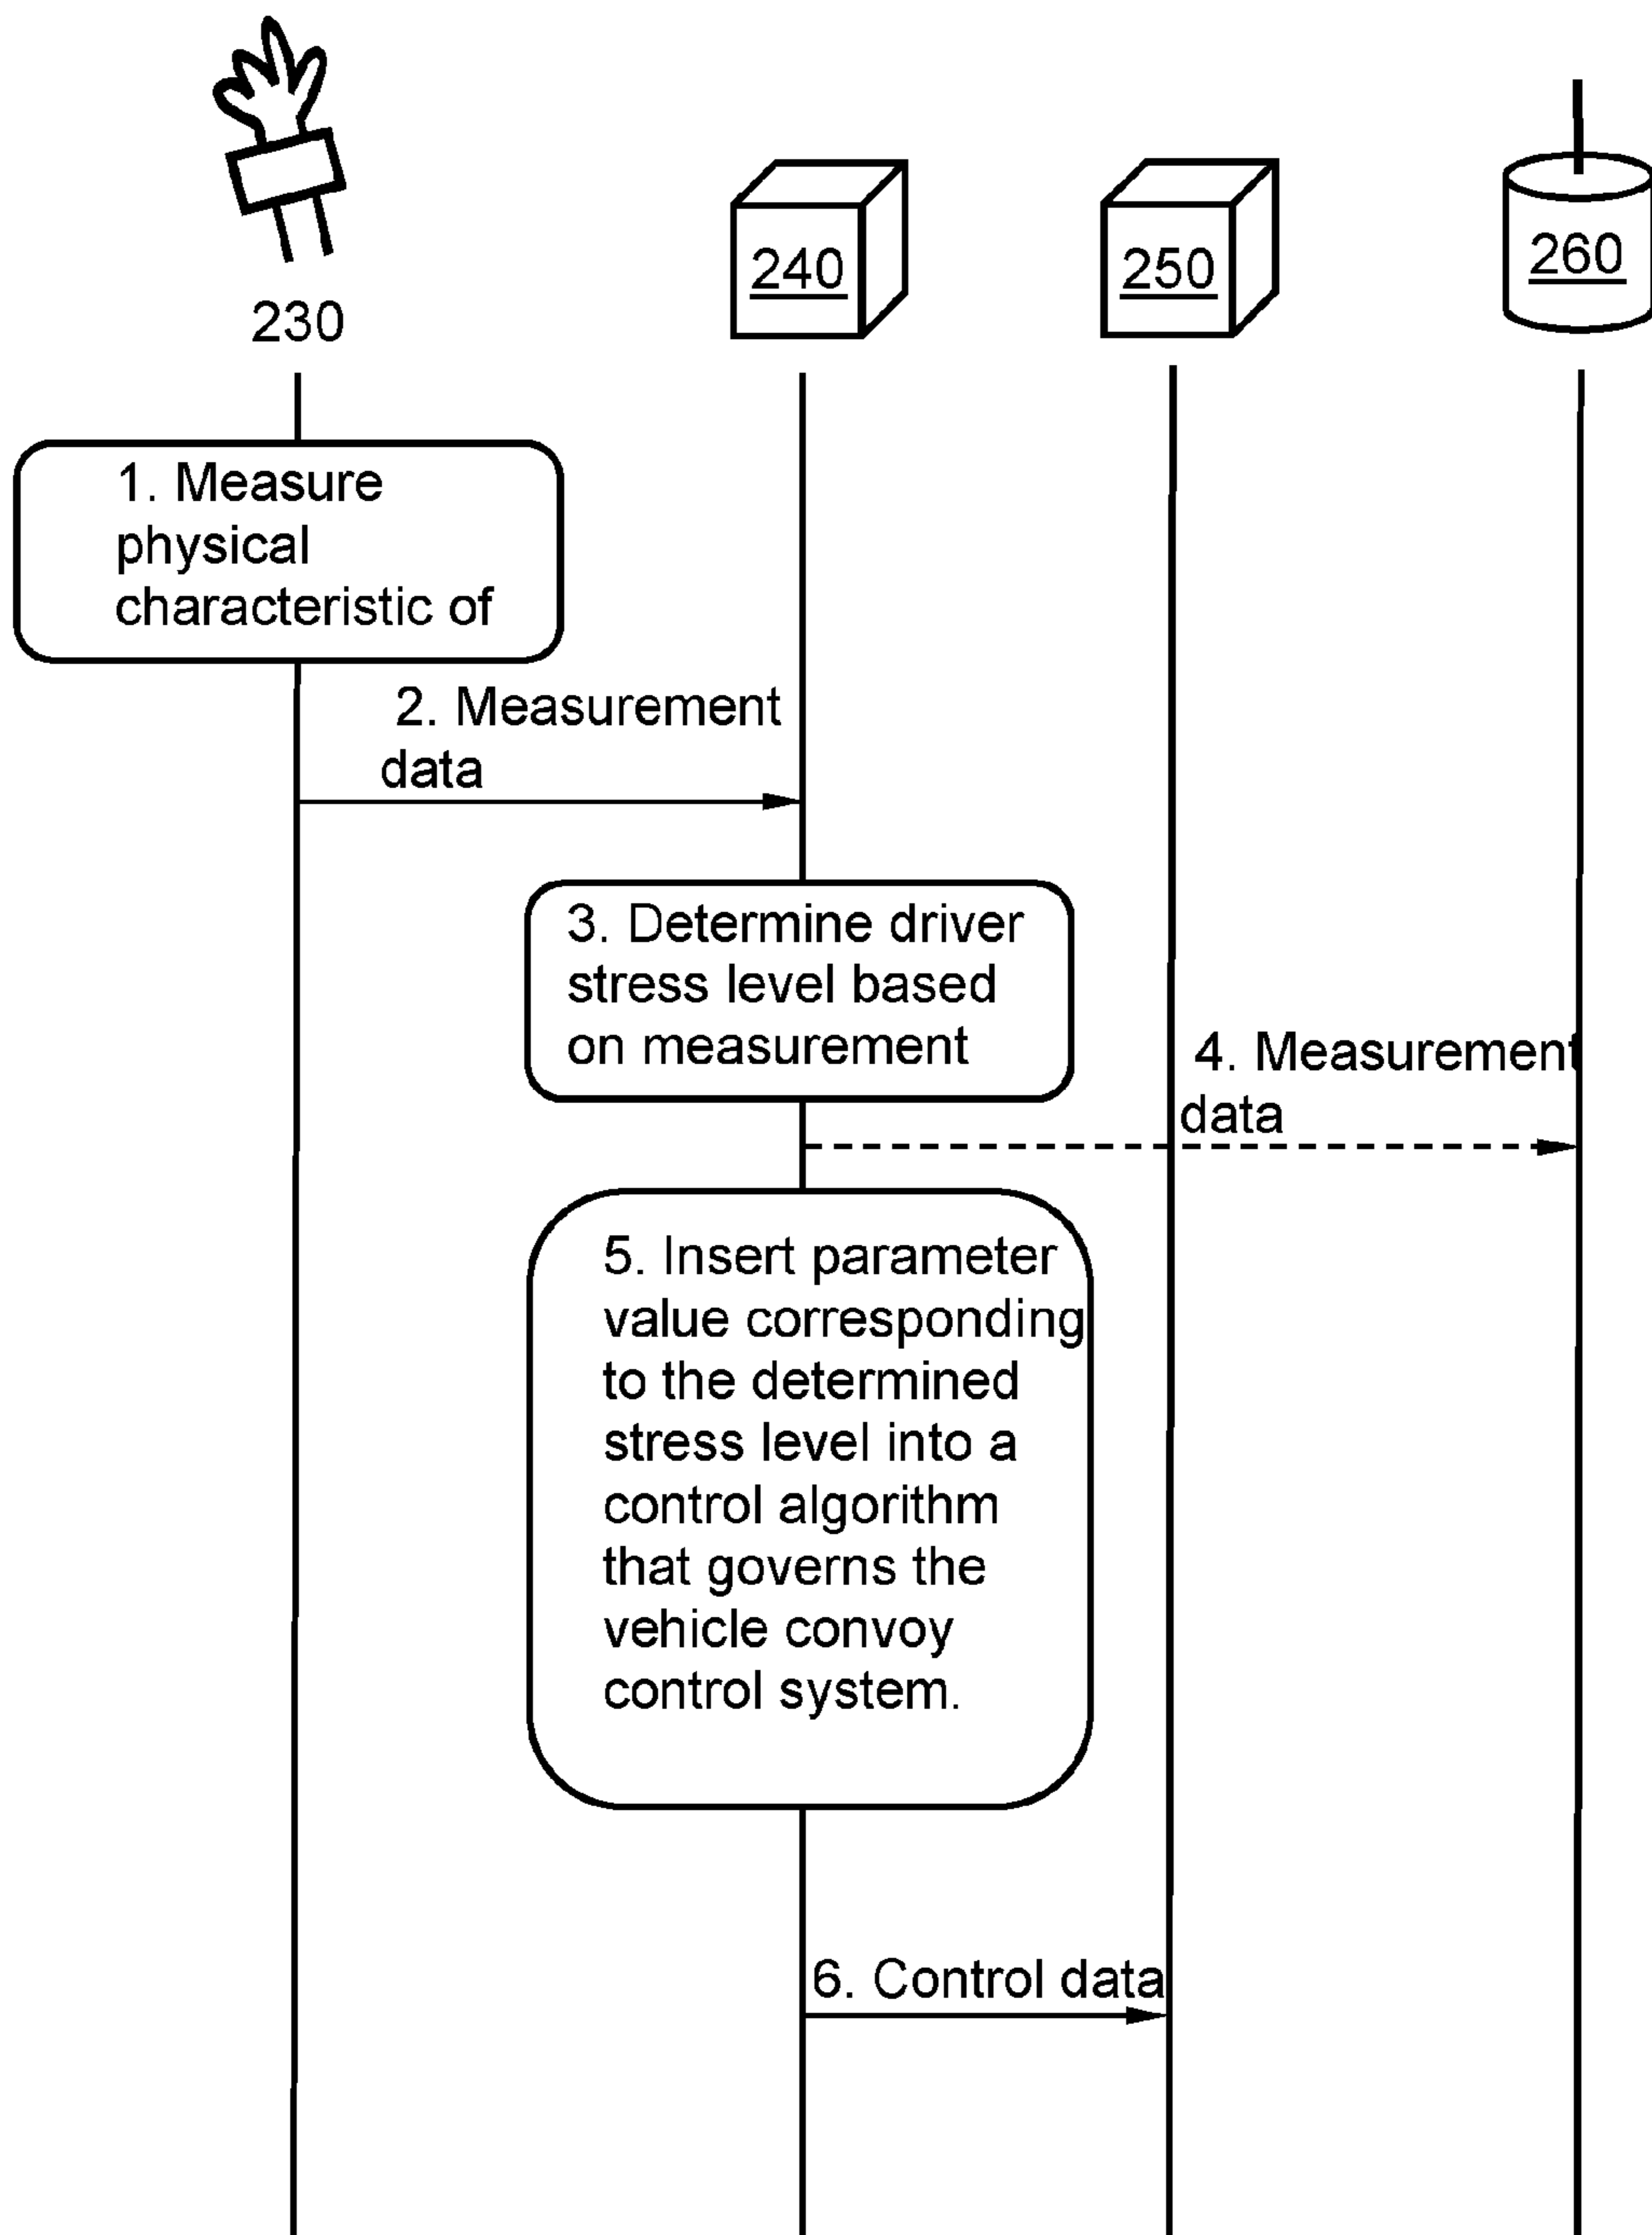 240
250
260
230
1. Measure
physical
characteristic of
2. Measurement
data
3. Determine driver
stress level based
on measurement
4. Measurement
data
5. Insert parameter
value corresponding
to the determined
stress level into a
control algorithm
that governs the
vehicle convoy
control system.
6. Control data